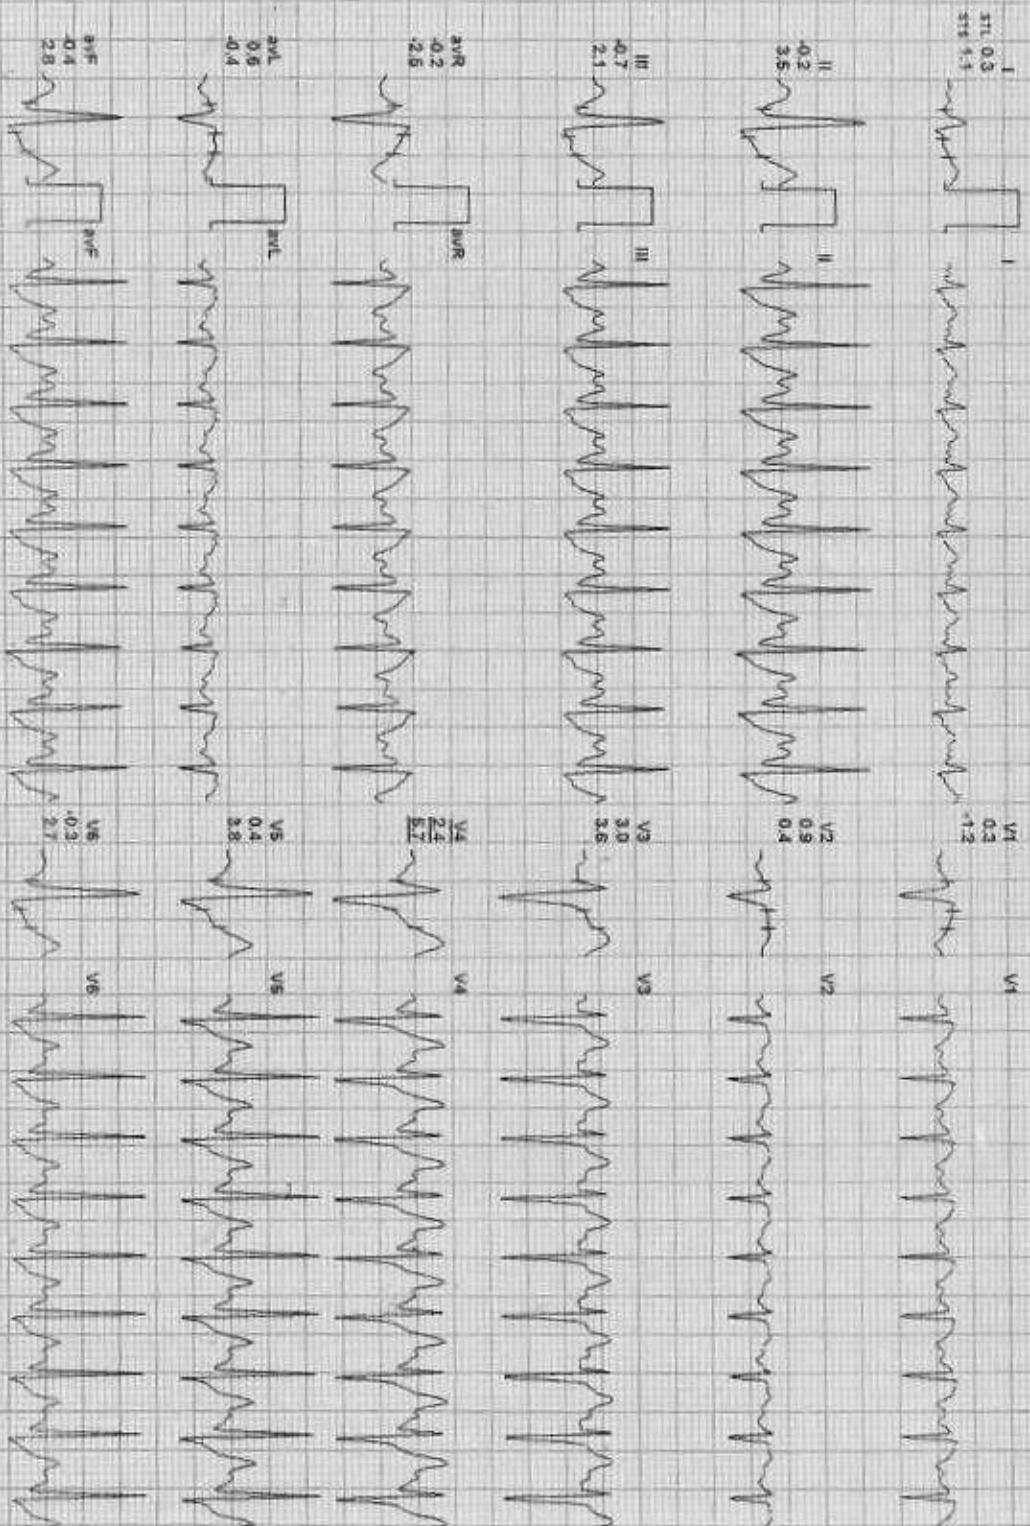 I
STL 0.3
STS 1.1
I
II
-0.2
3.5
II
III
-0.7
2.1
III
avR
-0.2
-2.5
avR
avL
0.6
-0.4
avL
avF
-0.4
2.8
avF
V1
0.3
-1.2
V1
V2
0.9
0.4
V2
V3
3.0
3.6
V3
V4
2.4
5.7
V4
V5
0.4
3.8
V5
V6
-0.3
2.7
V6